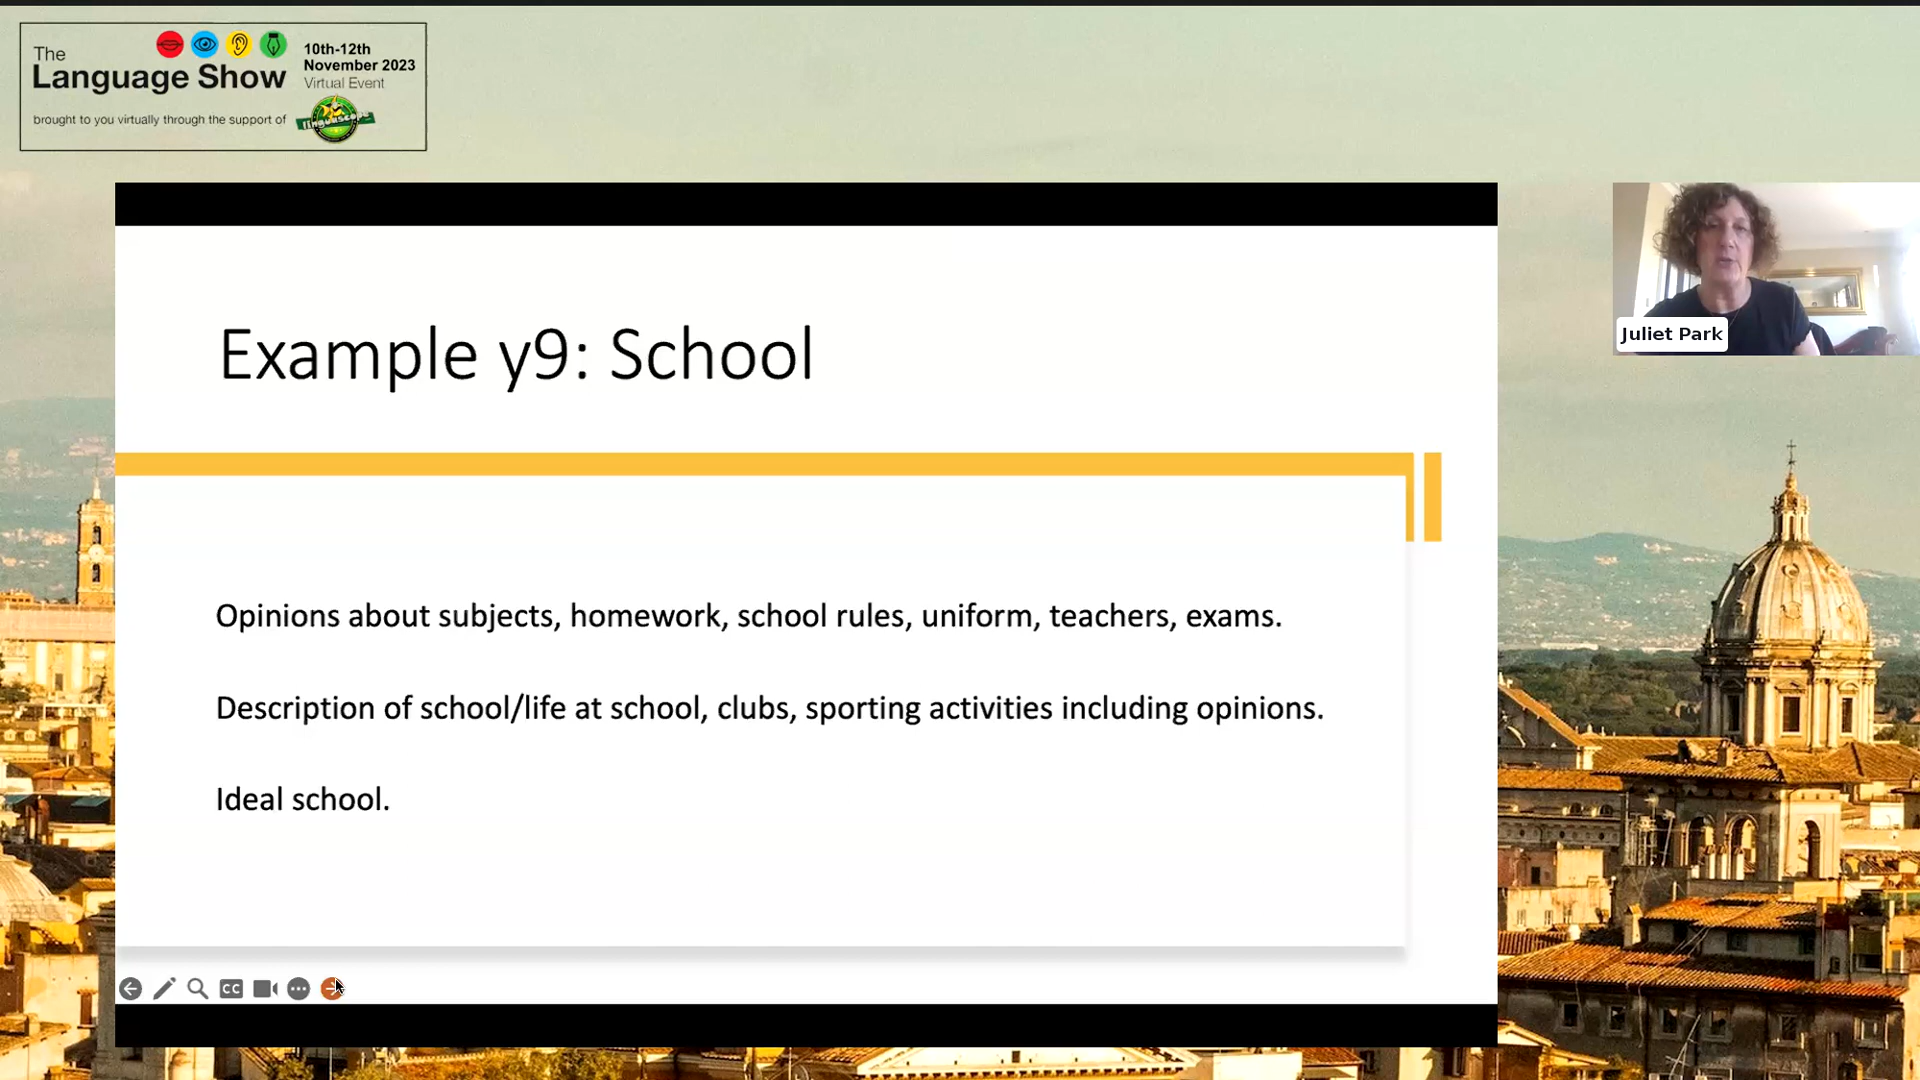 The
Language Show
10th-12th
November 2023
Virtual Event
brought to you virtually through the support of
linguascope
Juliet Park
Example y9: School
Opinions about subjects, homework, school rules, uniform, teachers, exams.
Description of school/life at school, clubs, sporting activities including opinions.
Ideal school.
CC